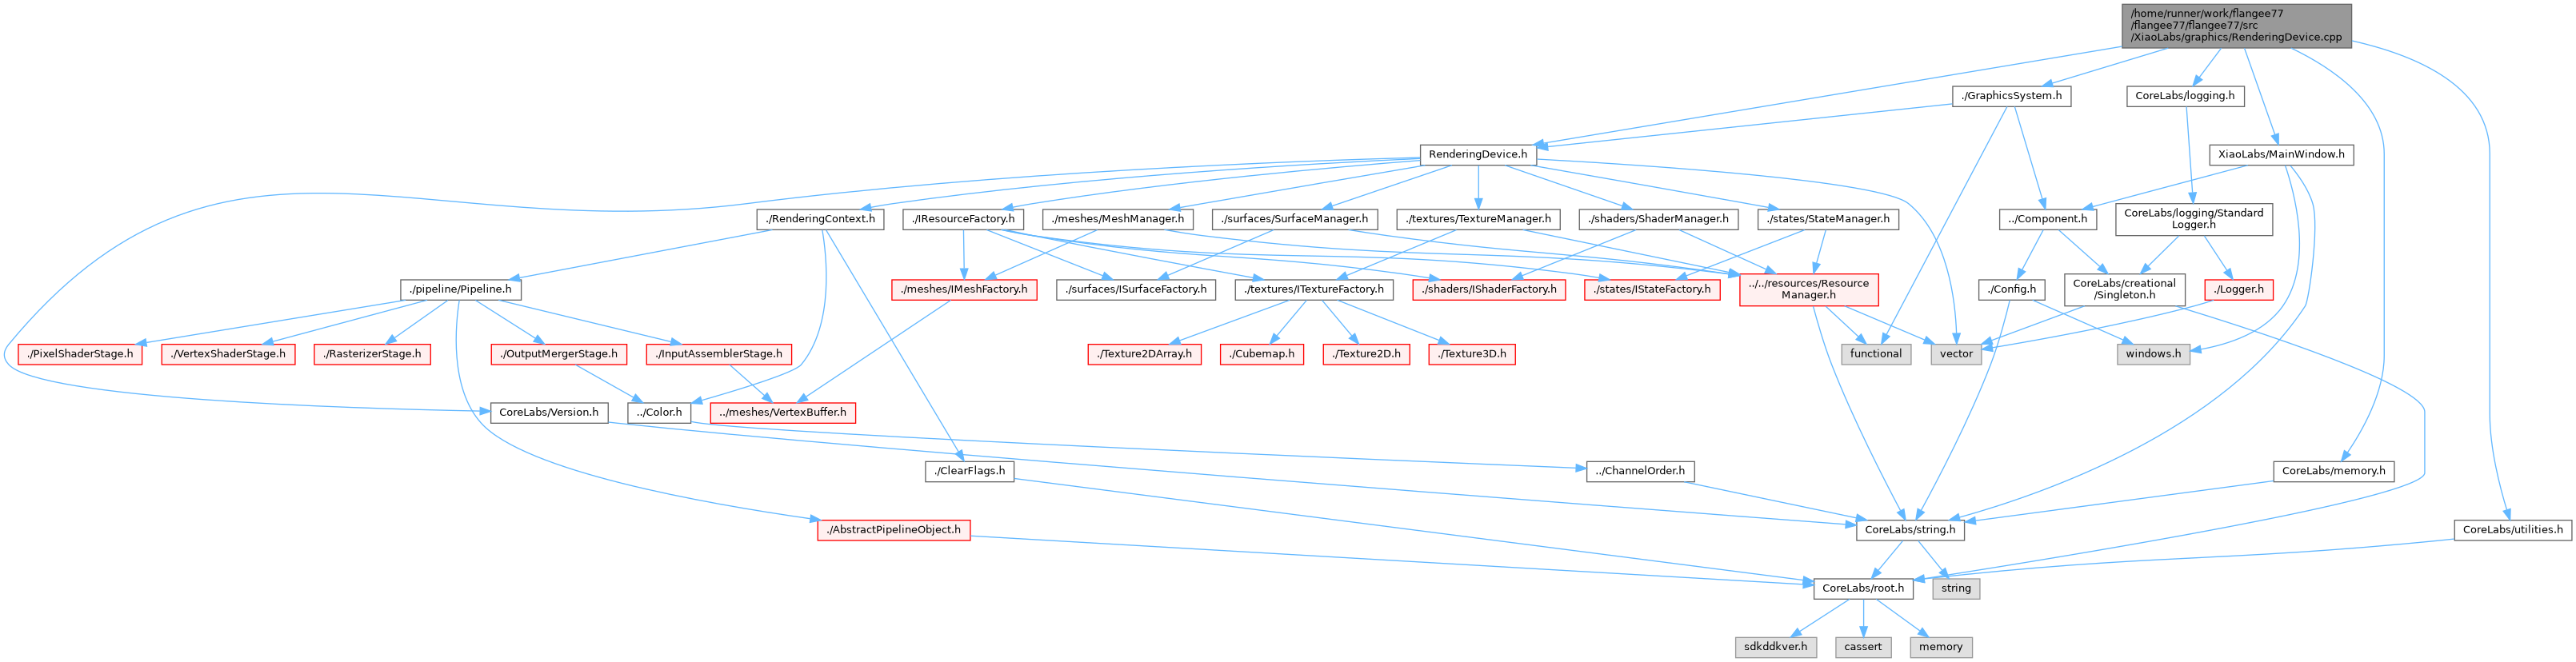 /home/runner/work/flangee77
/flangee77/flangee77/src
/XiaoLabs/graphics/RenderingDevice.cpp
./GraphicsSystem.h
CoreLabs/logging.h
RenderingDevice.h
XiaoLabs/MainWindow.h
./RenderingContext.h
./IResourceFactory.h
./meshes/MeshManager.h
./surfaces/SurfaceManager.h
./textures/TextureManager.h
./shaders/ShaderManager.h
./states/StateManager.h
../Component.h
CoreLabs/logging/Standard
Logger.h
./pipeline/Pipeline.h
./meshes/IMeshFactory.h
./surfaces/ISurfaceFactory.h
./textures/ITextureFactory.h
./shaders/IShaderFactory.h
./states/IStateFactory.h
../../resources/Resource
Manager.h
./Config.h
CoreLabs/creational
/Singleton.h
./Logger.h
./PixelShaderStage.h
./VertexShaderStage.h
./RasterizerStage.h
./OutputMergerStage.h
./InputAssemblerStage.h
./Texture2DArray.h
./Cubemap.h
./Texture2D.h
./Texture3D.h
functional
vector
windows.h
CoreLabs/Version.h
../Color.h
../meshes/VertexBuffer.h
./ClearFlags.h
../ChannelOrder.h
CoreLabs/memory.h
./AbstractPipelineObject.h
CoreLabs/string.h
CoreLabs/utilities.h
CoreLabs/root.h
string
sdkddkver.h
cassert
memory